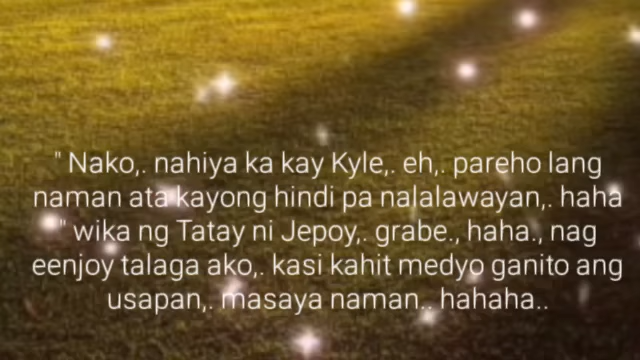 " Nako,. nahiya ka kay Kyle,. eh,. pareho lang
naman ata kayong hindi pa nalalawayan,. haha
" wika ng Tatay ni Jepoy,. grabe., haha., nag
eenjoy talaga ako,. kasi kahit medyo ganito ang
usapan,. masaya naman.. hahaha..